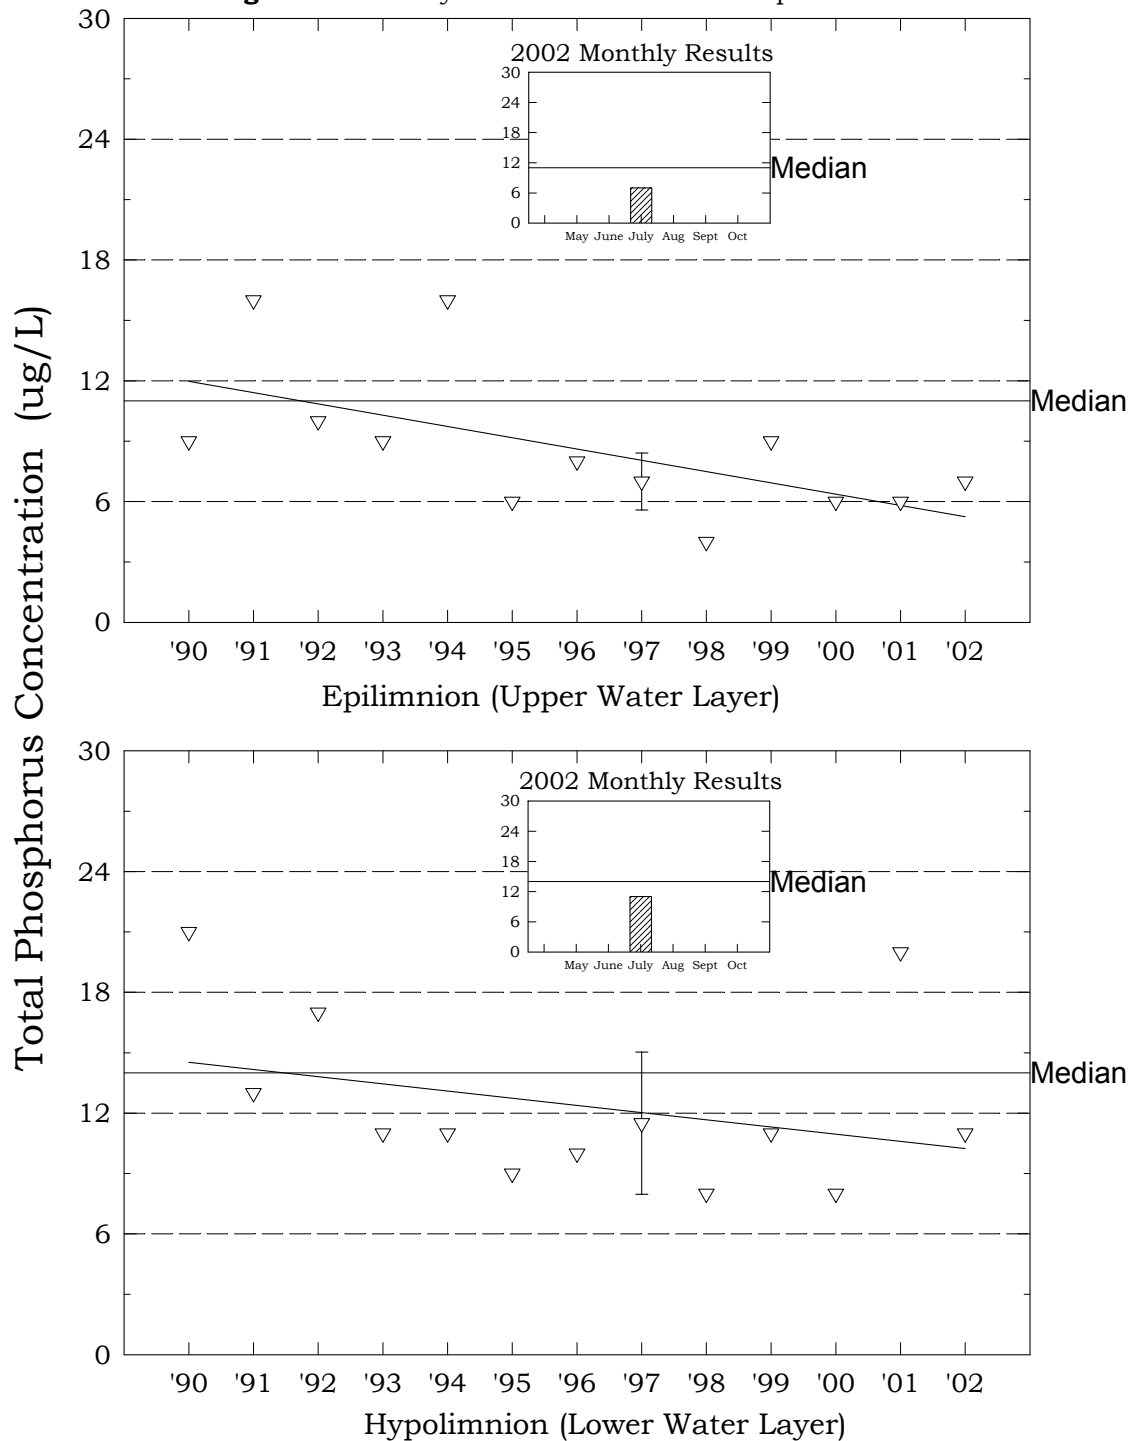 2002 Monthly Results
30
24
18
12
6
0
Median
May June July Aug Sept Oct
30
24
18
12
6
0
Median
'90 '91 '92 '93 '94 '95 '96 '97 '98 '99 '00 '01 '02
Epilimnion (Upper Water Layer)
Total Phosphorus Concentration (ug/L)
2002 Monthly Results
30
24
18
12
6
0
Median
May June July Aug Sept Oct
30
24
18
12
6
0
Median
'90 '91 '92 '93 '94 '95 '96 '97 '98 '99 '00 '01 '02
Hypolimnion (Lower Water Layer)